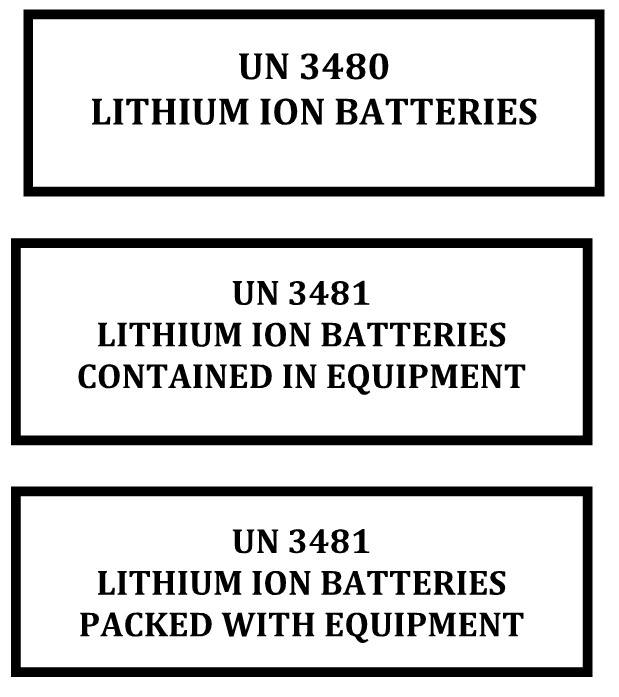 UN 3480
LITHIUM ION BATTERIES
UN 3481
LITHIUM ION BATTERIES
CONTAINED IN EQUIPMENT
UN 3481
LITHIUM ION BATTERIES
PACKED WITH EQUIPMENT